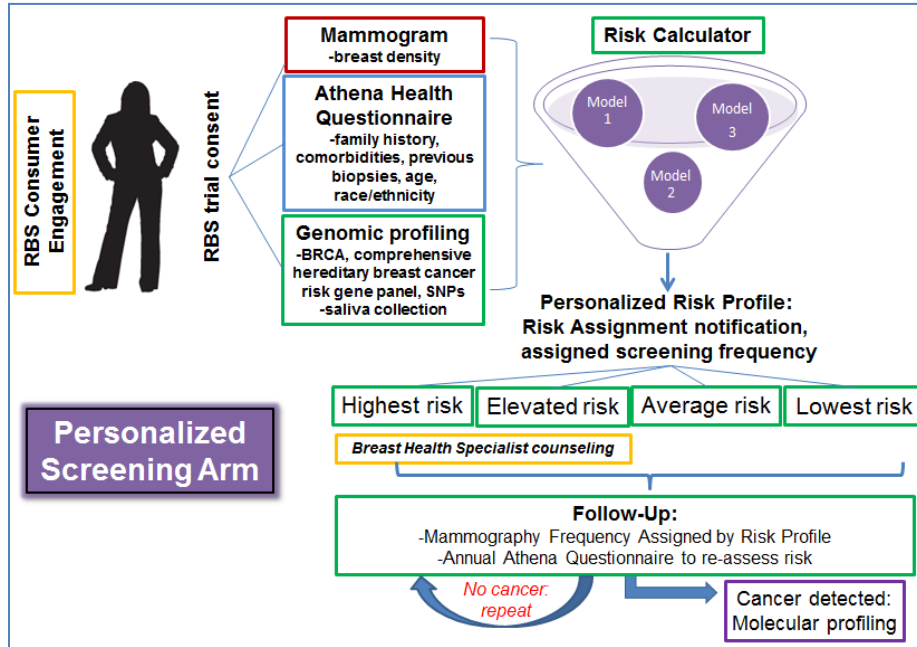 RBS Consumer
Engagement
RBS trial consent
Mammogram
-breast density
Athena Health
Questionnaire
-family history,
comorbidities, previous
biopsies, age,
race/ethnicity
Genomic profiling
-BRCA, comprehensive
hereditary breast cancer
risk gene panel, SNPs
-saliva collection
Risk Calculator
Model
1
Model
3
Model
2
Personalized Risk Profile:
Risk Assignment notification,
assigned screening frequency
Highest risk
Elevated risk
Average risk
Lowest risk
Breast Health Specialist counseling
Personalized
Screening Arm
Follow-Up:
-Mammography Frequency Assigned by Risk Profile
-Annual Athena Questionnaire to re-assess risk
No cancer:
repeat
Cancer detected:
Molecular profiling